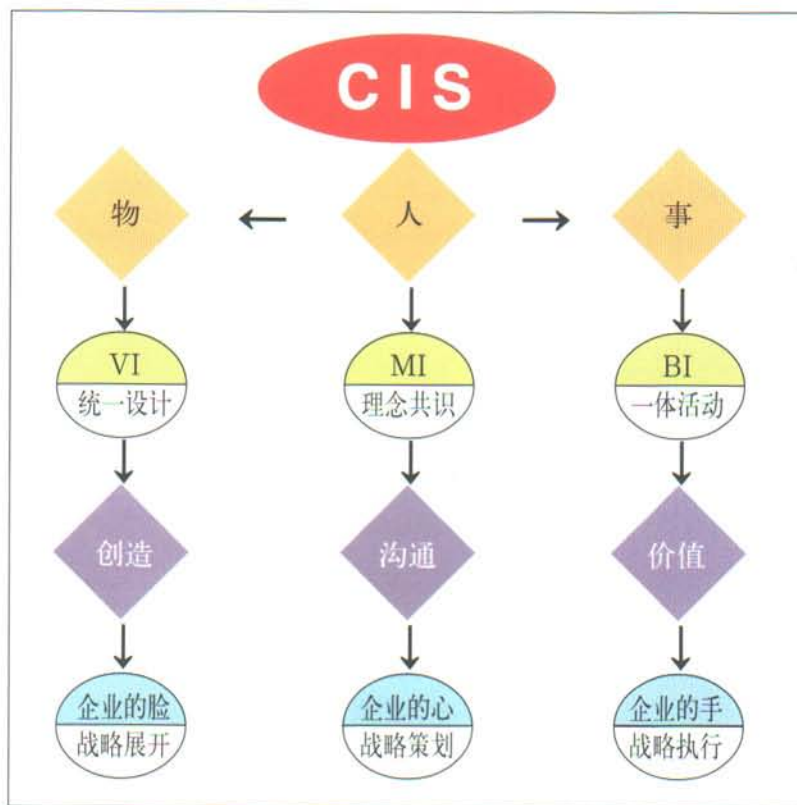 CIS
物 ← 人 → 事
VI MI BI
统一设计 理念共识 一体活动
创造 沟通 价值
企业的脸 企业的心 企业的手
战略展开 战略策划 战略执行